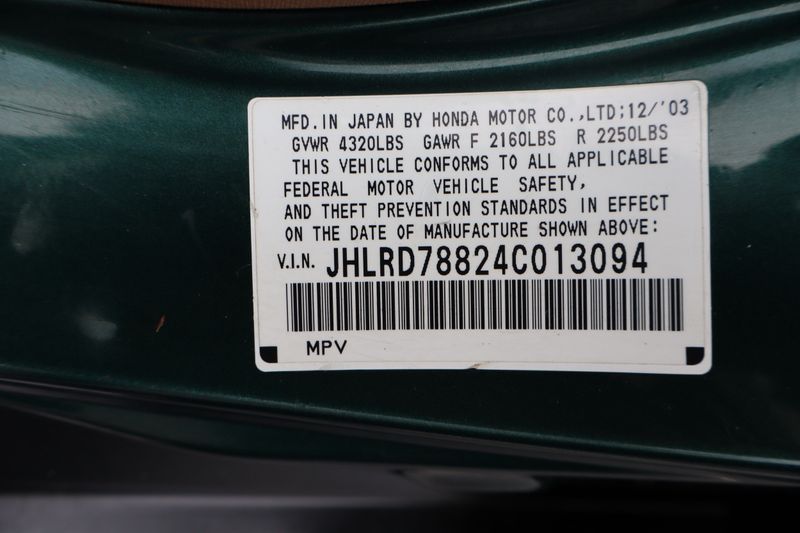 MFD. IN JAPAN BY HONDA MOTOR CO.,LTD;12/'03
GVWR 4320LBS GAWR F 2160LBS R 2250LBS
THIS VEHICLE CONFORMS TO ALL APPLICABLE
FEDERAL MOTOR VEHICLE SAFETY,
AND THEFT PREVENTION STANDARDS IN EFFECT
ON THE DATE OF MANUFACTURE SHOWN ABOVE:
V.I.N. JHLRD78824C013094
MPV